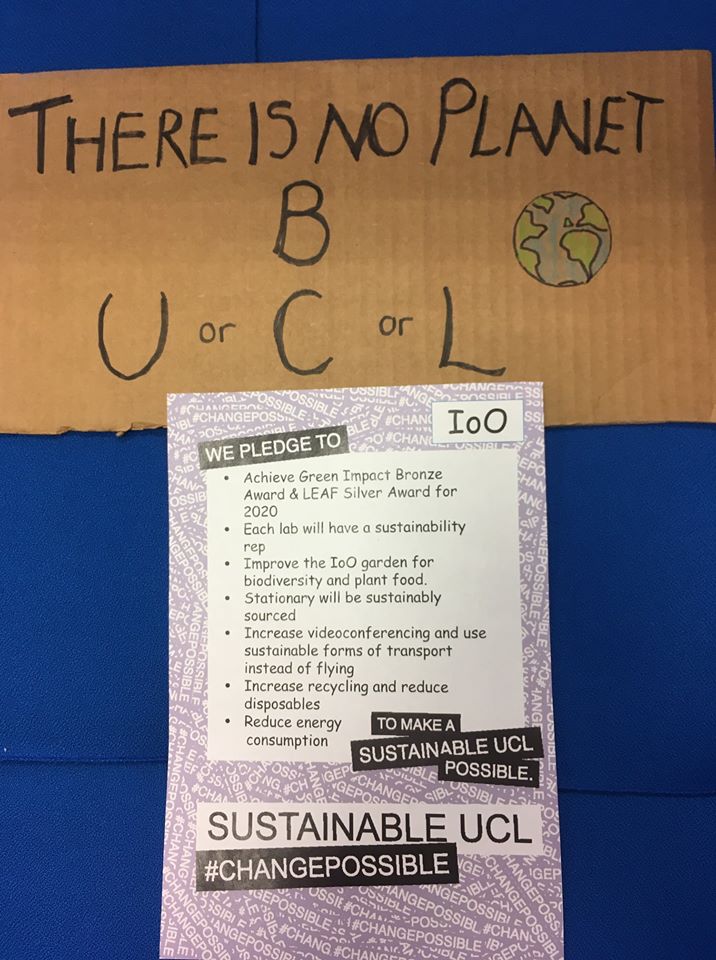 THERE IS NO PLANET
B
U or C or L
IoO
WE PLEDGE TO
• Achieve Green Impact Bronze
Award & LEAF Silver Award for
2020
• Each lab will have a sustainability
rep
• Improve the IoO garden for
biodiversity and plant food.
• Stationary will be sustainably
sourced
• Increase videoconferencing and use
sustainable forms of transport
instead of flying
• Increase recycling and reduce
disposables
• Reduce energy
consumption
TO MAKE A
SUSTAINABLE UCL
POSSIBLE.
SUSTAINABLE UCL
#CHANGEPOSSIBLE